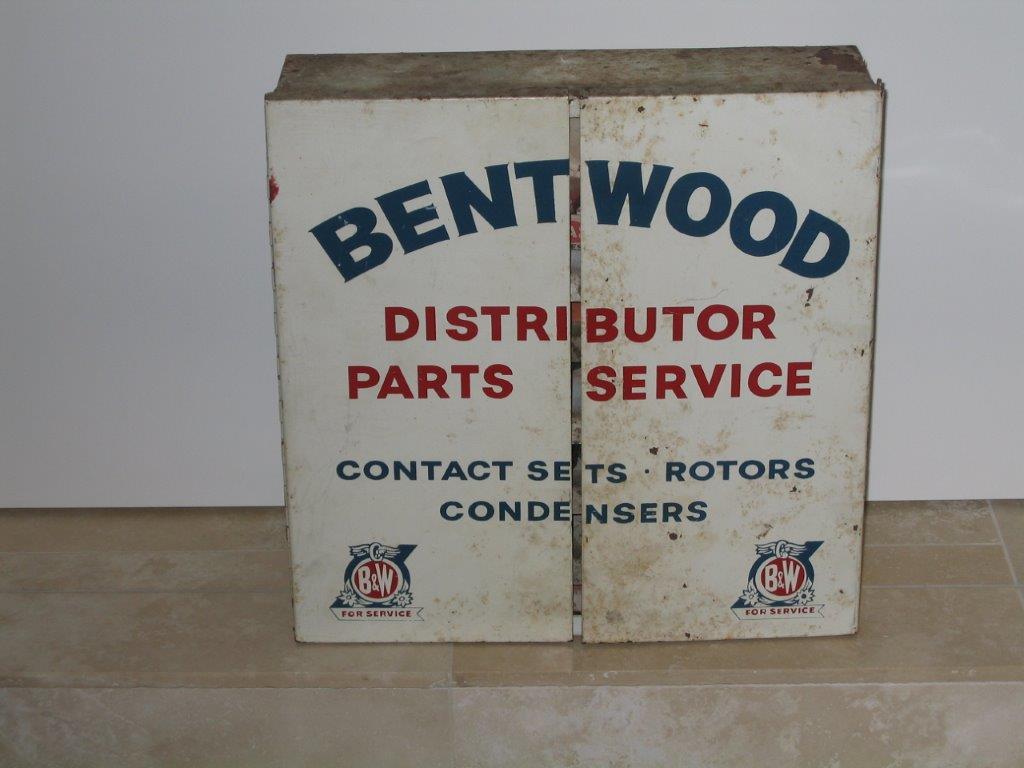 BENTWOOD
DISTRIBUTOR
PARTS SERVICE
CONTACT SETS · ROTORS
CONDENSERS
B&W
FOR SERVICE
B&W
FOR SERVICE